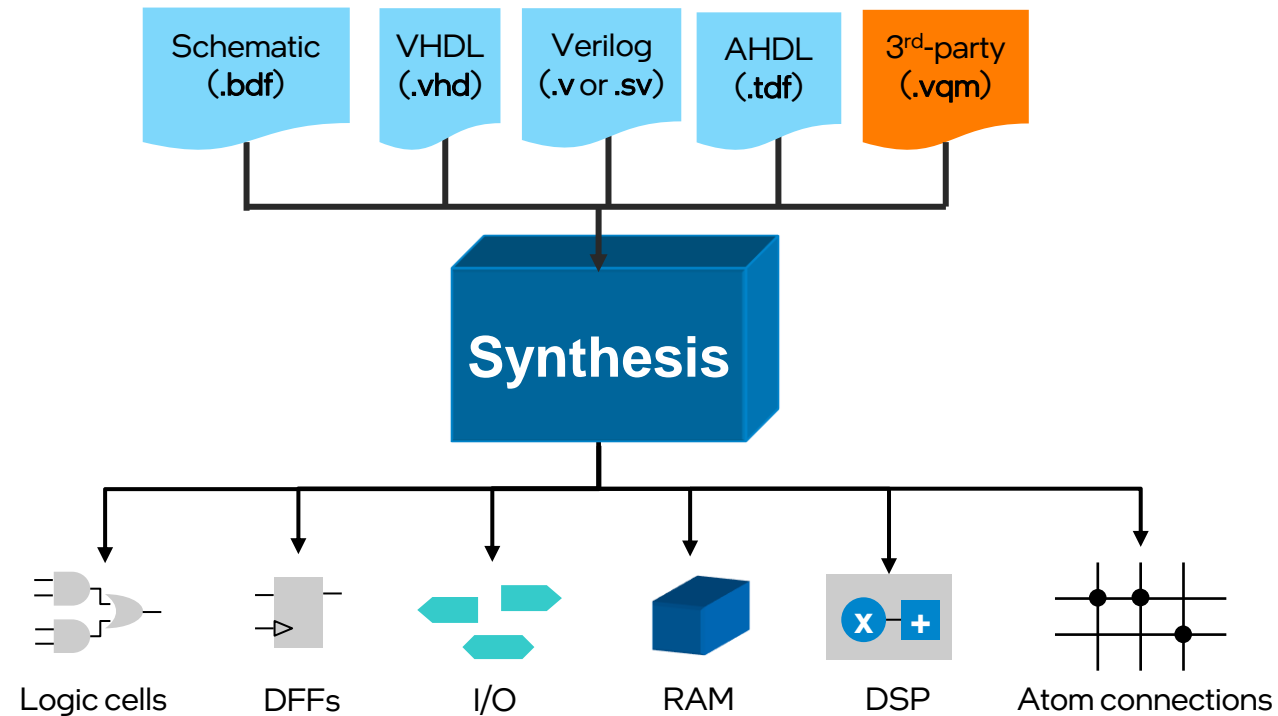 Schematic
(.bdf)
VHDL
(.vhd)
Verilog
(.v or .sv)
AHDL
(.tdf)
3rd-party
(.vqm)
Synthesis
x
+
Logic cells
DFFs
I/O
RAM
DSP
Atom connections